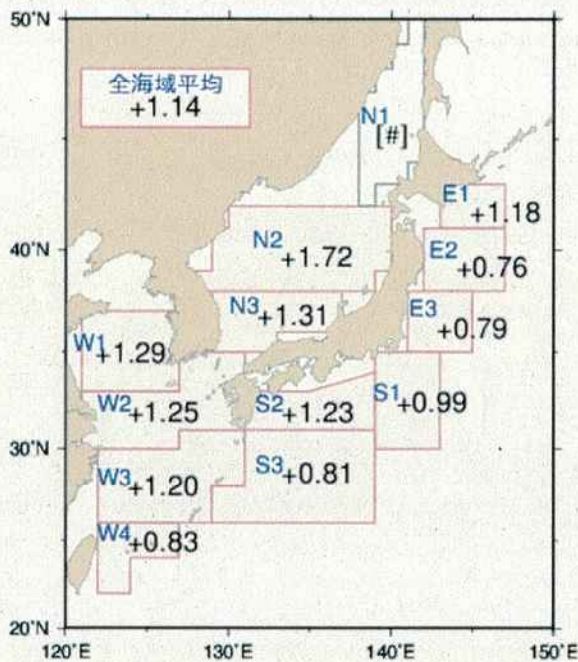 50°N
全海域平均
+1.14
N1
[#]
E1
+1.18
40°N
N2
+1.72
E2
+0.76
N3
+1.31
E3
+0.79
W1
+1.29
W2
+1.25
S2
+1.23
S1
+0.99
30°N
W3
+1.20
S3
+0.81
W4
+0.83
20°N
120°E
130°E
140°E
150°E